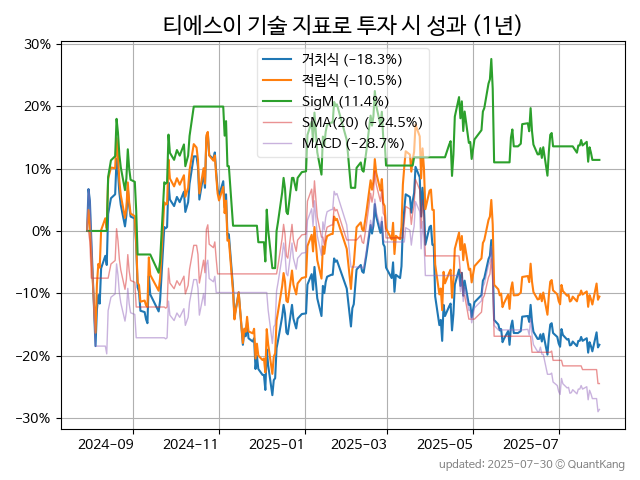 티에스이 기술 지표로 투자 시 성과 (1년)
30%
20%
10%
0%
−10%
−20%
−30%
거치식 (−18.3%)
적립식 (−10.5%)
SigM (11.4%)
SMA(20) (−24.5%)
MACD (−28.7%)
2024-09 2024-11 2025-01 2025-03 2025-05 2025-07
updated: 2025-07-30 © QuantKang